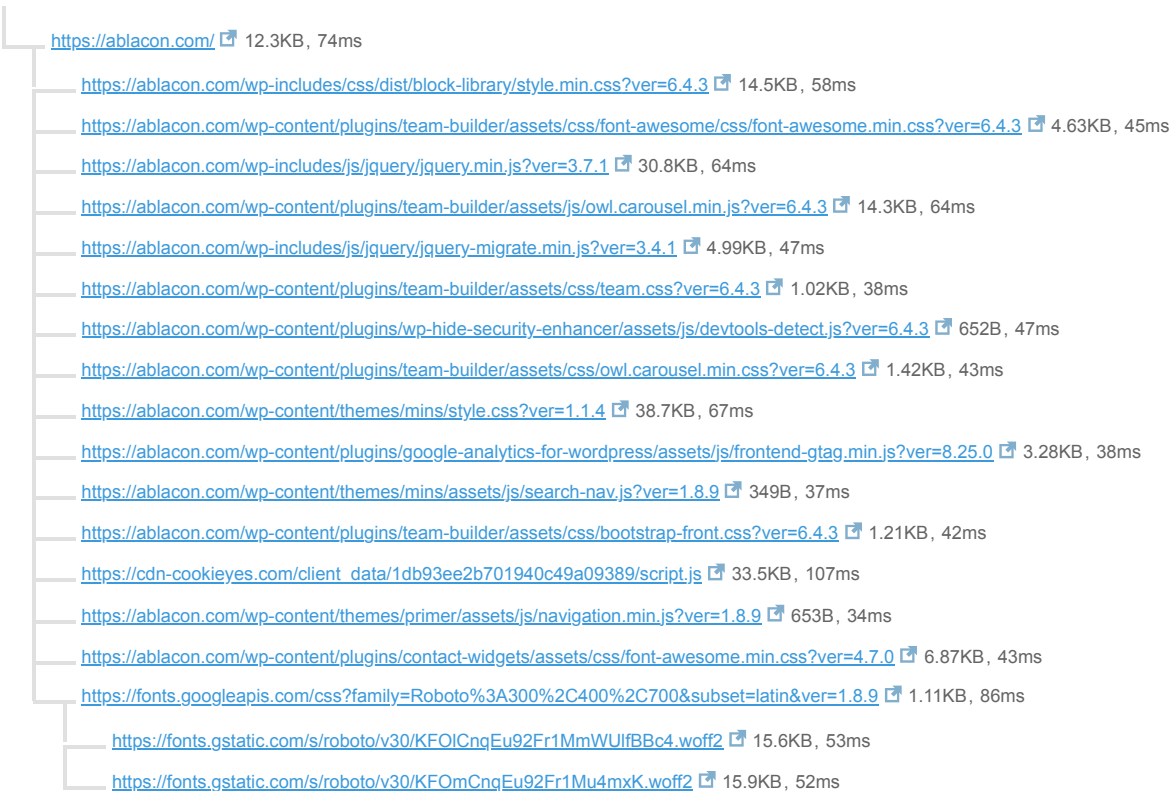 https://ablacon.com/ 12.3KB, 74ms
https://ablacon.com/wp-includes/css/dist/block-library/style.min.css?ver=6.4.3 14.5KB, 58ms
https://ablacon.com/wp-content/plugins/team-builder/assets/css/font-awesome/css/font-awesome.min.css?ver=6.4.3 4.63KB, 45ms
https://ablacon.com/wp-includes/js/jquery/jquery.min.js?ver=3.7.1 30.8KB, 64ms
https://ablacon.com/wp-content/plugins/team-builder/assets/js/owl.carousel.min.js?ver=6.4.3 14.3KB, 64ms
https://ablacon.com/wp-includes/js/jquery/jquery-migrate.min.js?ver=3.4.1 4.99KB, 47ms
https://ablacon.com/wp-content/plugins/team-builder/assets/css/team.css?ver=6.4.3 1.02KB, 38ms
https://ablacon.com/wp-content/plugins/wp-hide-security-enhancer/assets/js/devtools-detect.js?ver=6.4.3 652B, 47ms
https://ablacon.com/wp-content/plugins/team-builder/assets/css/owl.carousel.min.css?ver=6.4.3 1.42KB, 43ms
https://ablacon.com/wp-content/themes/mins/style.css?ver=1.1.4 38.7KB, 67ms
https://ablacon.com/wp-content/plugins/google-analytics-for-wordpress/assets/js/frontend-gtag.min.js?ver=8.25.0 3.28KB, 38ms
https://ablacon.com/wp-content/themes/mins/assets/js/search-nav.js?ver=1.8.9 349B, 37ms
https://ablacon.com/wp-content/plugins/team-builder/assets/css/bootstrap-front.css?ver=6.4.3 1.21KB, 42ms
https://cdn-cookieyes.com/client_data/1db93ee2b701940c49a09389/script.js 33.5KB, 107ms
https://ablacon.com/wp-content/themes/primer/assets/js/navigation.min.js?ver=1.8.9 653B, 34ms
https://ablacon.com/wp-content/plugins/contact-widgets/assets/css/font-awesome.min.css?ver=4.7.0 6.87KB, 43ms
https://fonts.googleapis.com/css?family=Roboto%3A300%2C400%2C700&subset=latin&ver=1.8.9 1.11KB, 86ms
https://fonts.gstatic.com/s/roboto/v30/KFOlCnqEu92Fr1MmWUlfBBc4.woff2 15.6KB, 53ms
https://fonts.gstatic.com/s/roboto/v30/KFOmCnqEu92Fr1Mu4mxK.woff2 15.9KB, 52ms